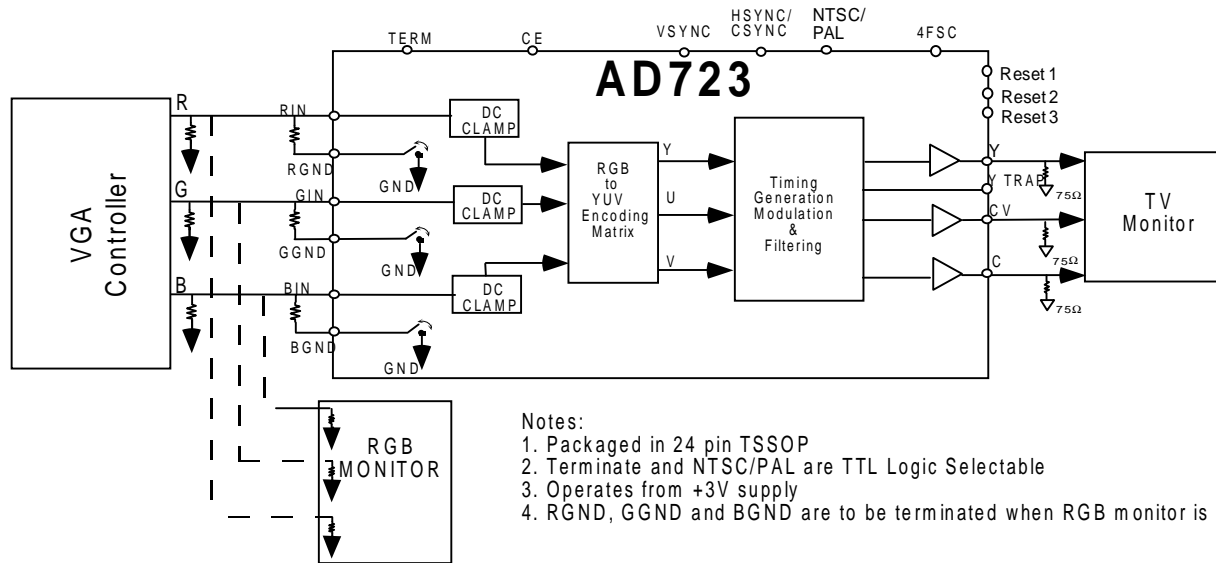 TERM
CE
VSYNC
HSYNC/
CSYNC
NTSC/
PAL
4FSC
AD723
Reset 1
Reset 2
Reset 3
VGA
Controller
R
G
B
RIN
RGND
GND
GIN
GGND
GND
BIN
BGND
GND
DC
CLAMP
DC
CLAMP
DC
CLAMP
RGB
to
YUV
Encoding
Matrix
Y
U
V
Timing
Generation
Modulation
&
Filtering
Y
Y TRAP
CV
C
75Ω
75Ω
75Ω
TV
Monitor
RGB
MONITOR
Notes:
1. Packaged in 24 pin TSSOP
2. Terminate and NTSC/PAL are TTL Logic Selectable
3. Operates from +3V supply
4. RGND, GGND and BGND are to be terminated when RGB monitor is